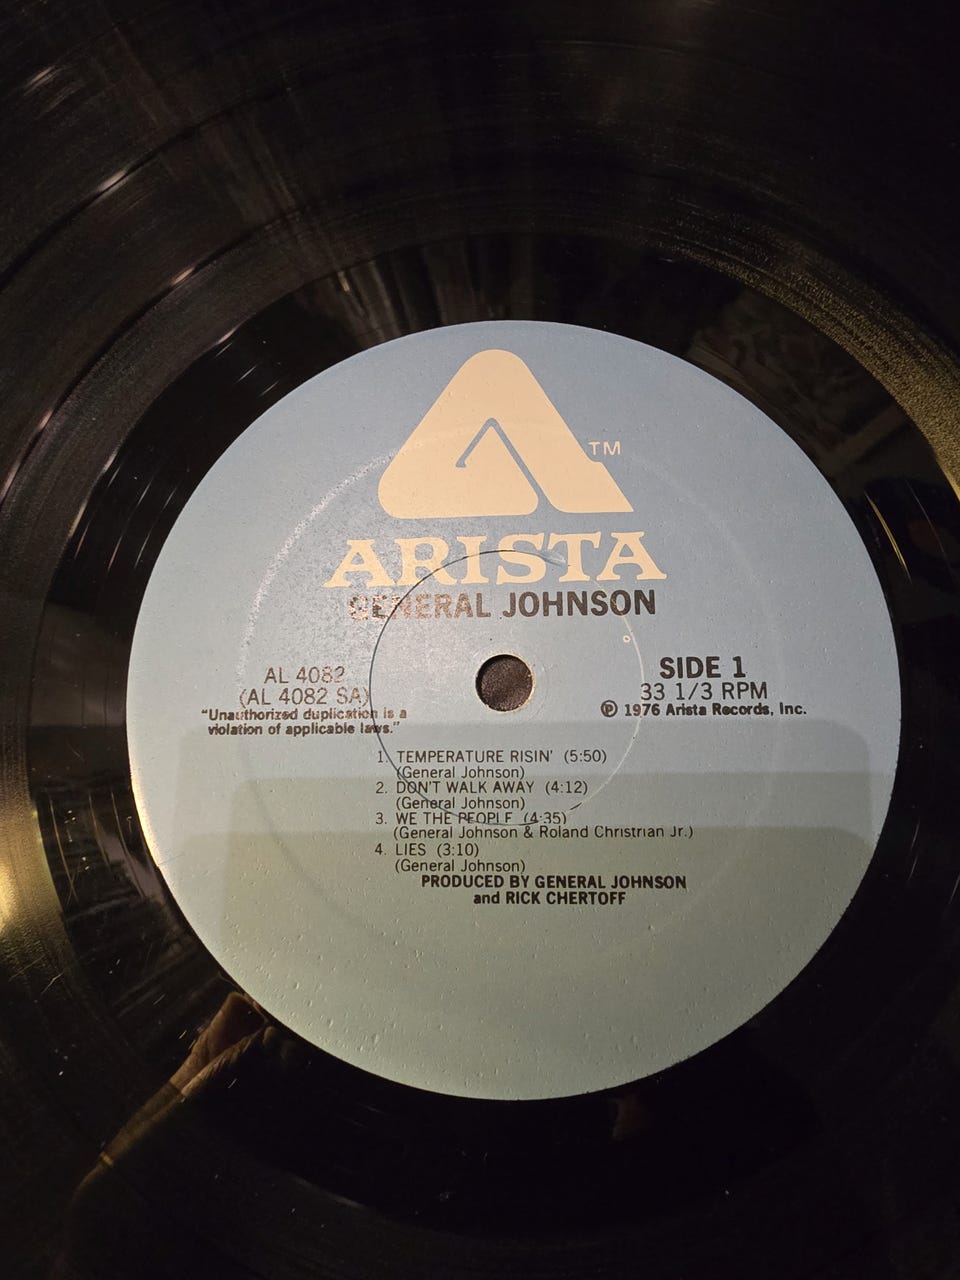 TM
ARISTA
GENERAL JOHNSON
AL 4082
(AL 4082 SA)
"Unauthorized duplication is a
violation of applicable laws."
SIDE 1
33 1/3 RPM
℗ 1976 Arista Records, Inc.
1. TEMPERATURE RISIN' (5:50)
(General Johnson)
2. DON'T WALK AWAY (4:12)
(General Johnson)
3. WE THE PEOPLE (4:35)
(General Johnson & Roland Christrian Jr.)
4. LIES (3:10)
(General Johnson)
PRODUCED BY GENERAL JOHNSON
and RICK CHERTOFF